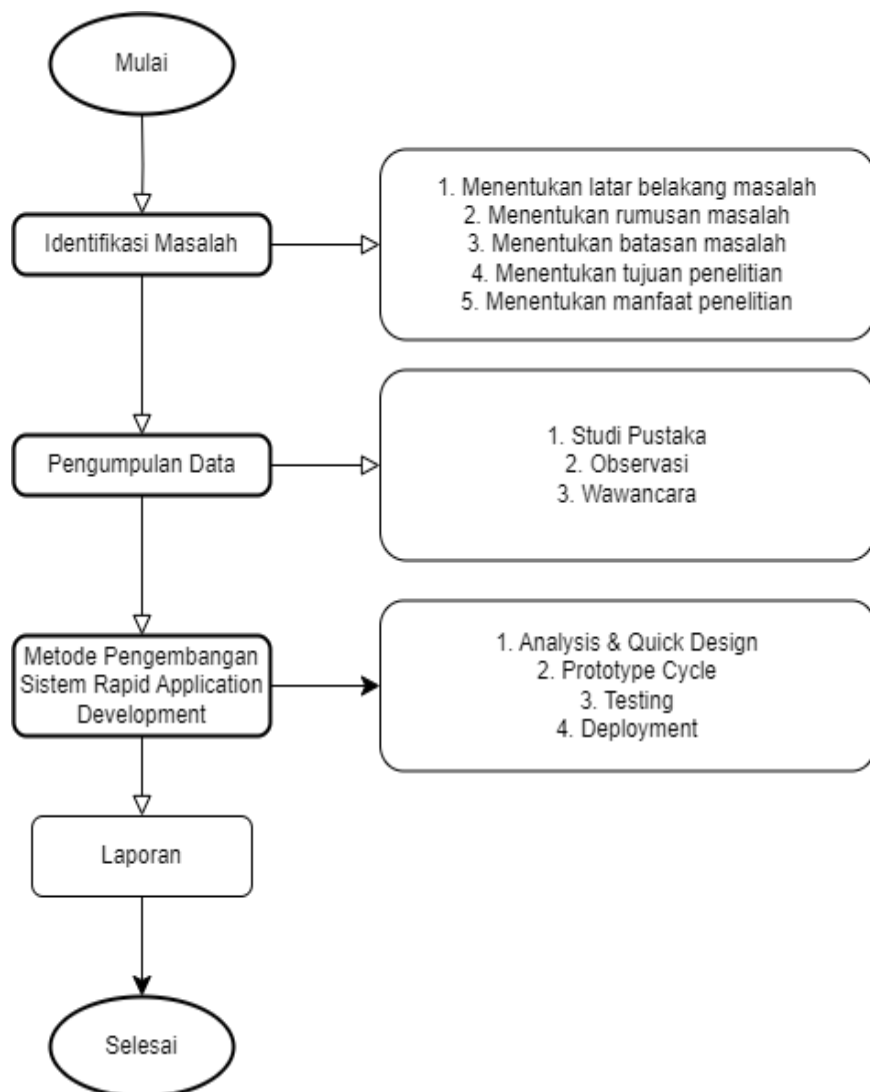 Mulai
Identifikasi Masalah
1. Menentukan latar belakang masalah
2. Menentukan rumusan masalah
3. Menentukan batasan masalah
4. Menentukan tujuan penelitian
5. Menentukan manfaat penelitian
Pengumpulan Data
1. Studi Pustaka
2. Observasi
3. Wawancara
Metode Pengembangan
Sistem Rapid Application
Development
1. Analysis & Quick Design
2. Prototype Cycle
3. Testing
4. Deployment
Laporan
Selesai